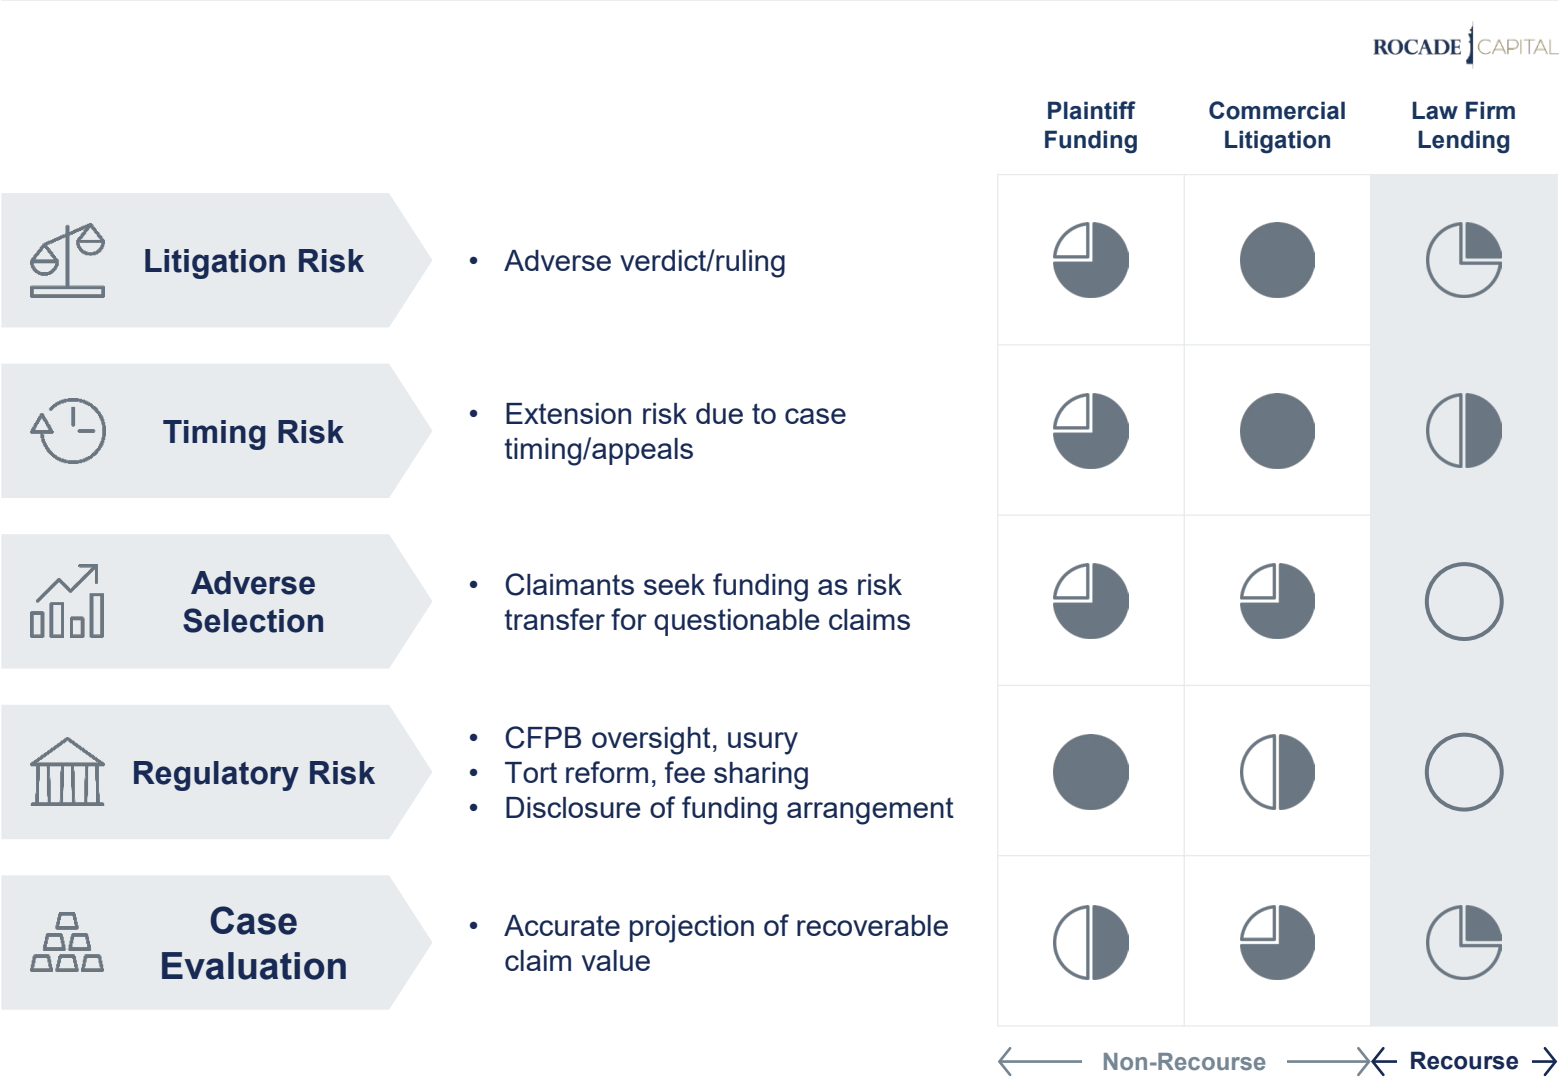 ROCADE CAPITAL
Plaintiff
Funding
Commercial
Litigation
Law Firm
Lending
Litigation Risk
• Adverse verdict/ruling
Timing Risk
• Extension risk due to case
timing/appeals
Adverse
Selection
• Claimants seek funding as risk
transfer for questionable claims
Regulatory Risk
• CFPB oversight, usury
• Tort reform, fee sharing
• Disclosure of funding arrangement
Case
Evaluation
• Accurate projection of recoverable
claim value
Non-Recourse
Recourse